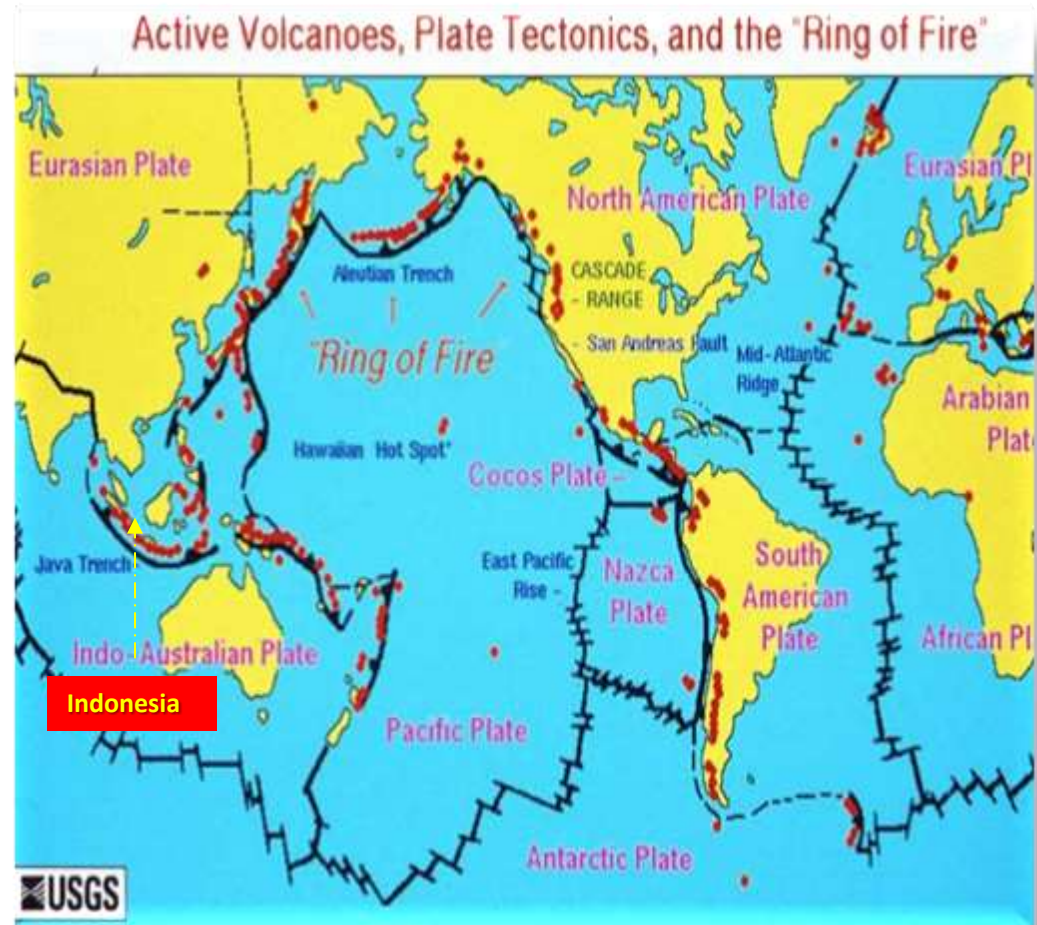 Active Volcanoes, Plate Tectonics, and the "Ring of Fire"
Eurasian Plate
North American Plate
Eurasian Pl
Aleutian Trench
CASCADE
- RANGE
"Ring of Fire"
- San Andreas Fault
Mid-Atlantic
Ridge
Arabian
Plat
Hawaiian Hot Spot"
Cocos Plate -
Java Trench
East Pacific
Rise -
Nazca
Plate
South
American
Plate
African Pl
Indo-Australian Plate
Indonesia
Pacific Plate
Antarctic Plate
USGS